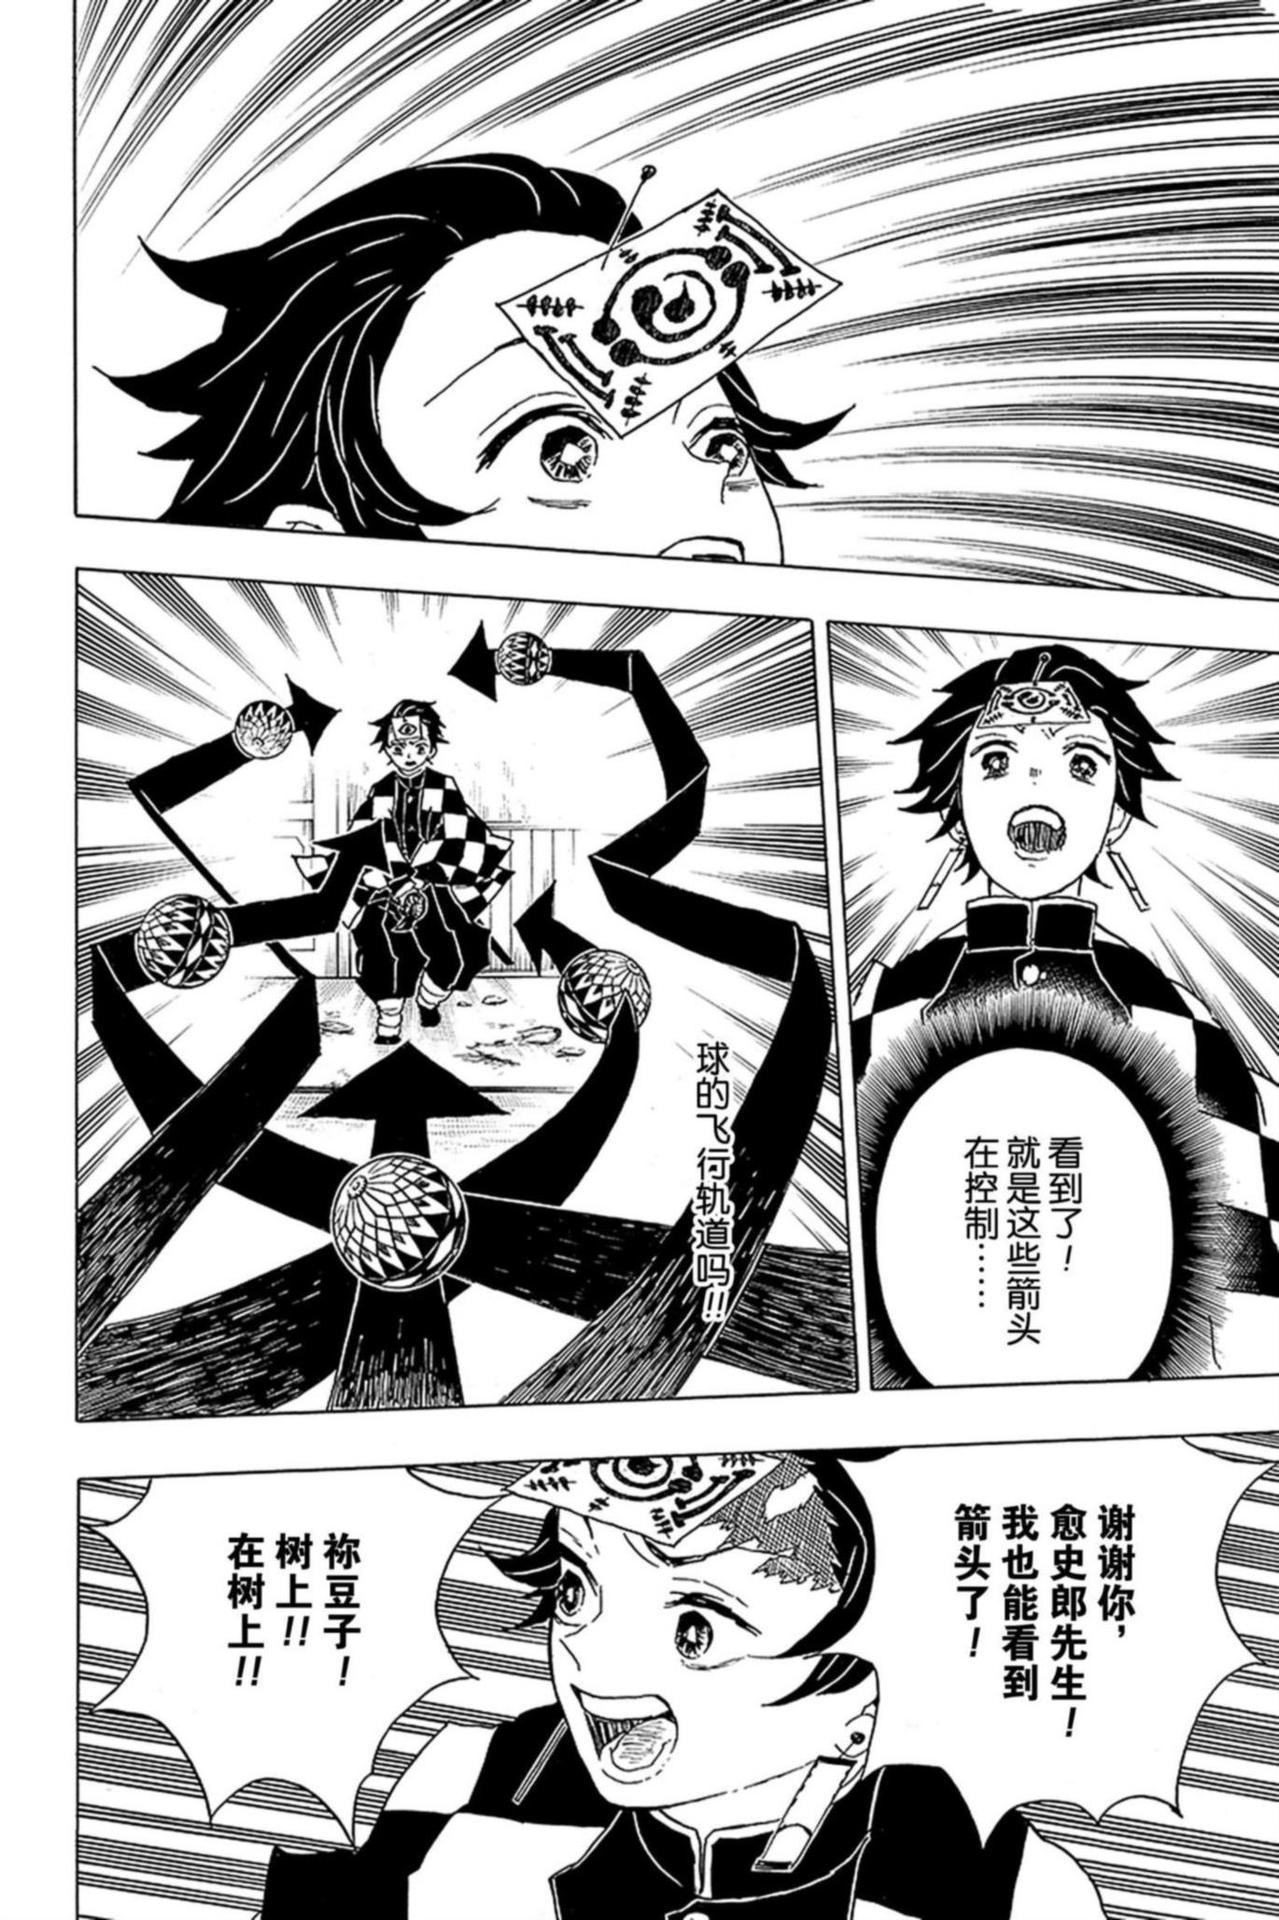 看到了！
就是这些箭头
在控制……
球的飞行轨道吗！！
谢谢你，
愈史郎先生！
我也能看到
箭头了！
祢豆子！
树上！！
在树上！！